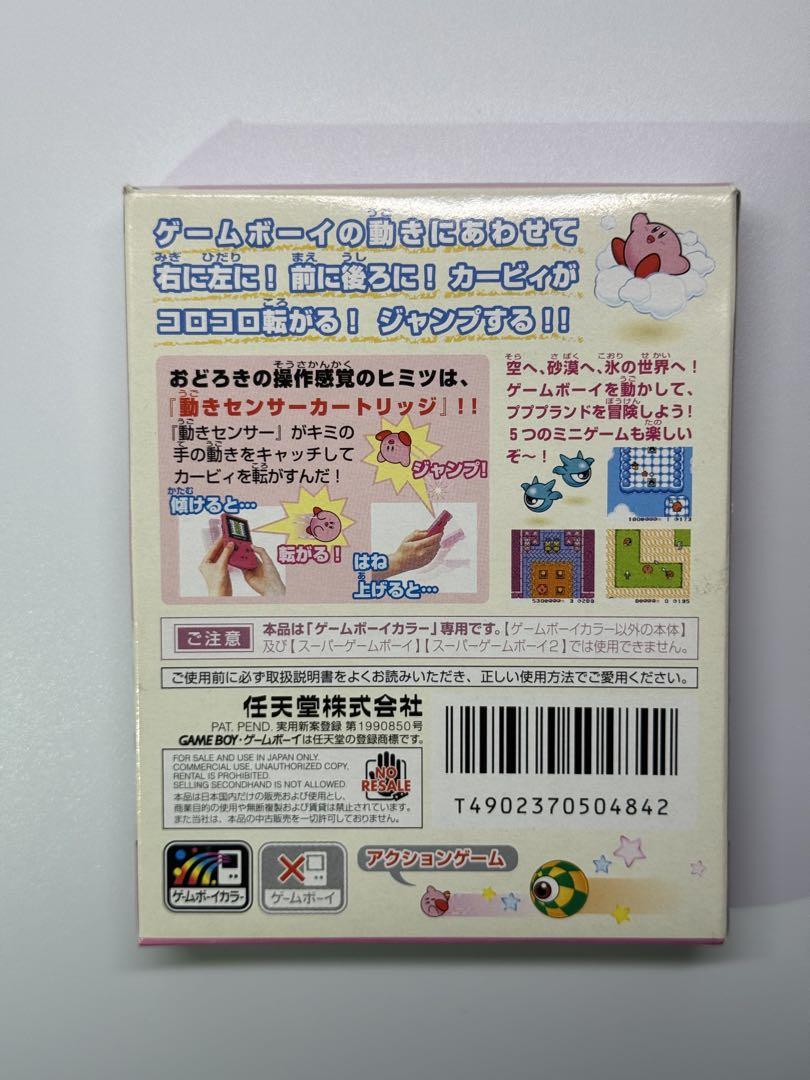 ゲームボーイの動きにあわせて
右に左に！前に後ろに！カービィが
コロコロ転がる！ジャンプする！！
おどろきの操作感覚のヒミツは、
『動きセンサーカートリッジ』！！
『動きセンサー』がキミの
手の動きをキャッチして
カービィを転がすんだ！
ジャンプ！
傾けると…
転がる！
はね
上げると…
空へ、砂漠へ、氷の世界へ！
ゲームボーイを動かして、
プププランドを冒険しよう！
5つのミニゲームも楽しい
ぞ〜！
ご注意
本品は「ゲームボーイカラー」専用です。【ゲームボーイカラー以外の本体】
及び【スーパーゲームボーイ】【スーパーゲームボーイ2】では使用できません。
ご使用前に必ず取扱説明書をよくお読みいただき、正しい使用方法でご愛用ください。
任天堂株式会社
PAT. PEND. 実用新案登録 第1990850号
GAME BOY・ゲームボーイは任天堂の登録商標です。
FOR SALE AND USE IN JAPAN ONLY.
COMMERCIAL USE, UNAUTHORIZED COPY,
RENTAL IS PROHIBITED.
SELLING SECONDHAND IS NOT ALLOWED.
本品は日本国内だけの販売および使用とし、
商業目的の使用や無断複製および賃貸は禁止されています。
また当社は、本品の中古販売を一切許可しておりません。
NO
RESALE
T4902370504842
ゲームボーイカラー
ゲームボーイ
アクションゲーム